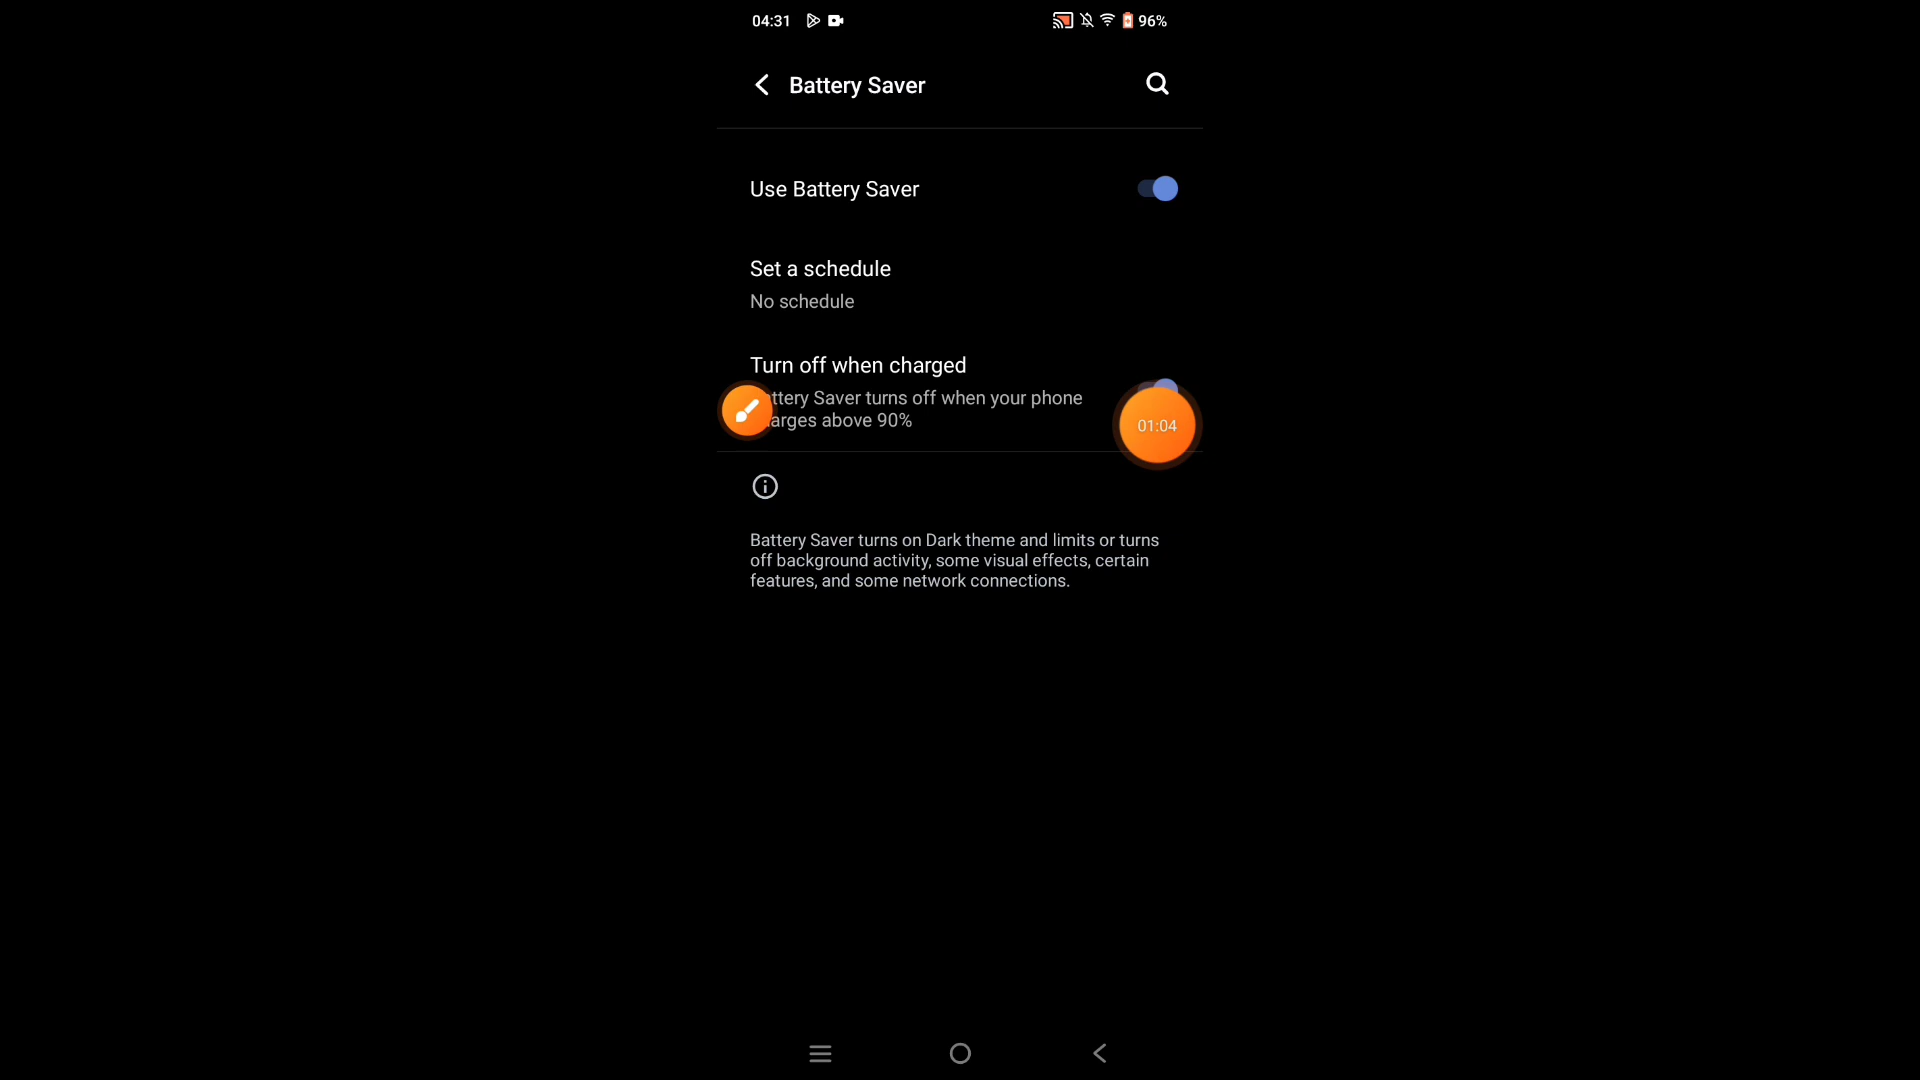 04:31 96%
Battery Saver
Use Battery Saver
Set a schedule
No schedule
Turn off when charged
ttery Saver turns off when your phone
arges above 90%
01:04
Battery Saver turns on Dark theme and limits or turns
off background activity, some visual effects, certain
features, and some network connections.